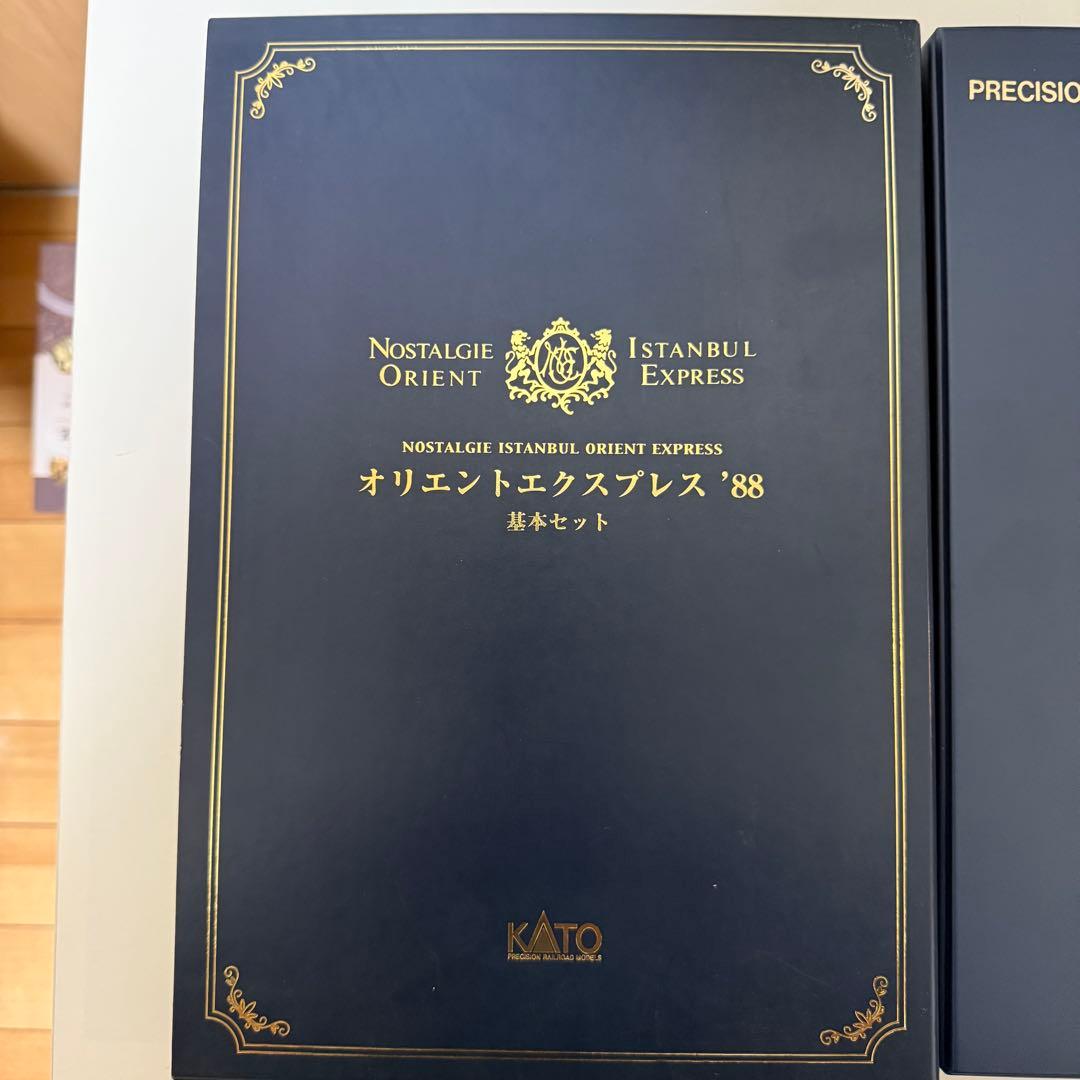 NOSTALGIE ISTANBUL
ORIENT EXPRESS
NOSTALGIE ISTANBUL ORIENT EXPRESS
オリエントエクスプレス ’88
基本セット
KATO
PRECISION RAILROAD MODELS
PRECISIO